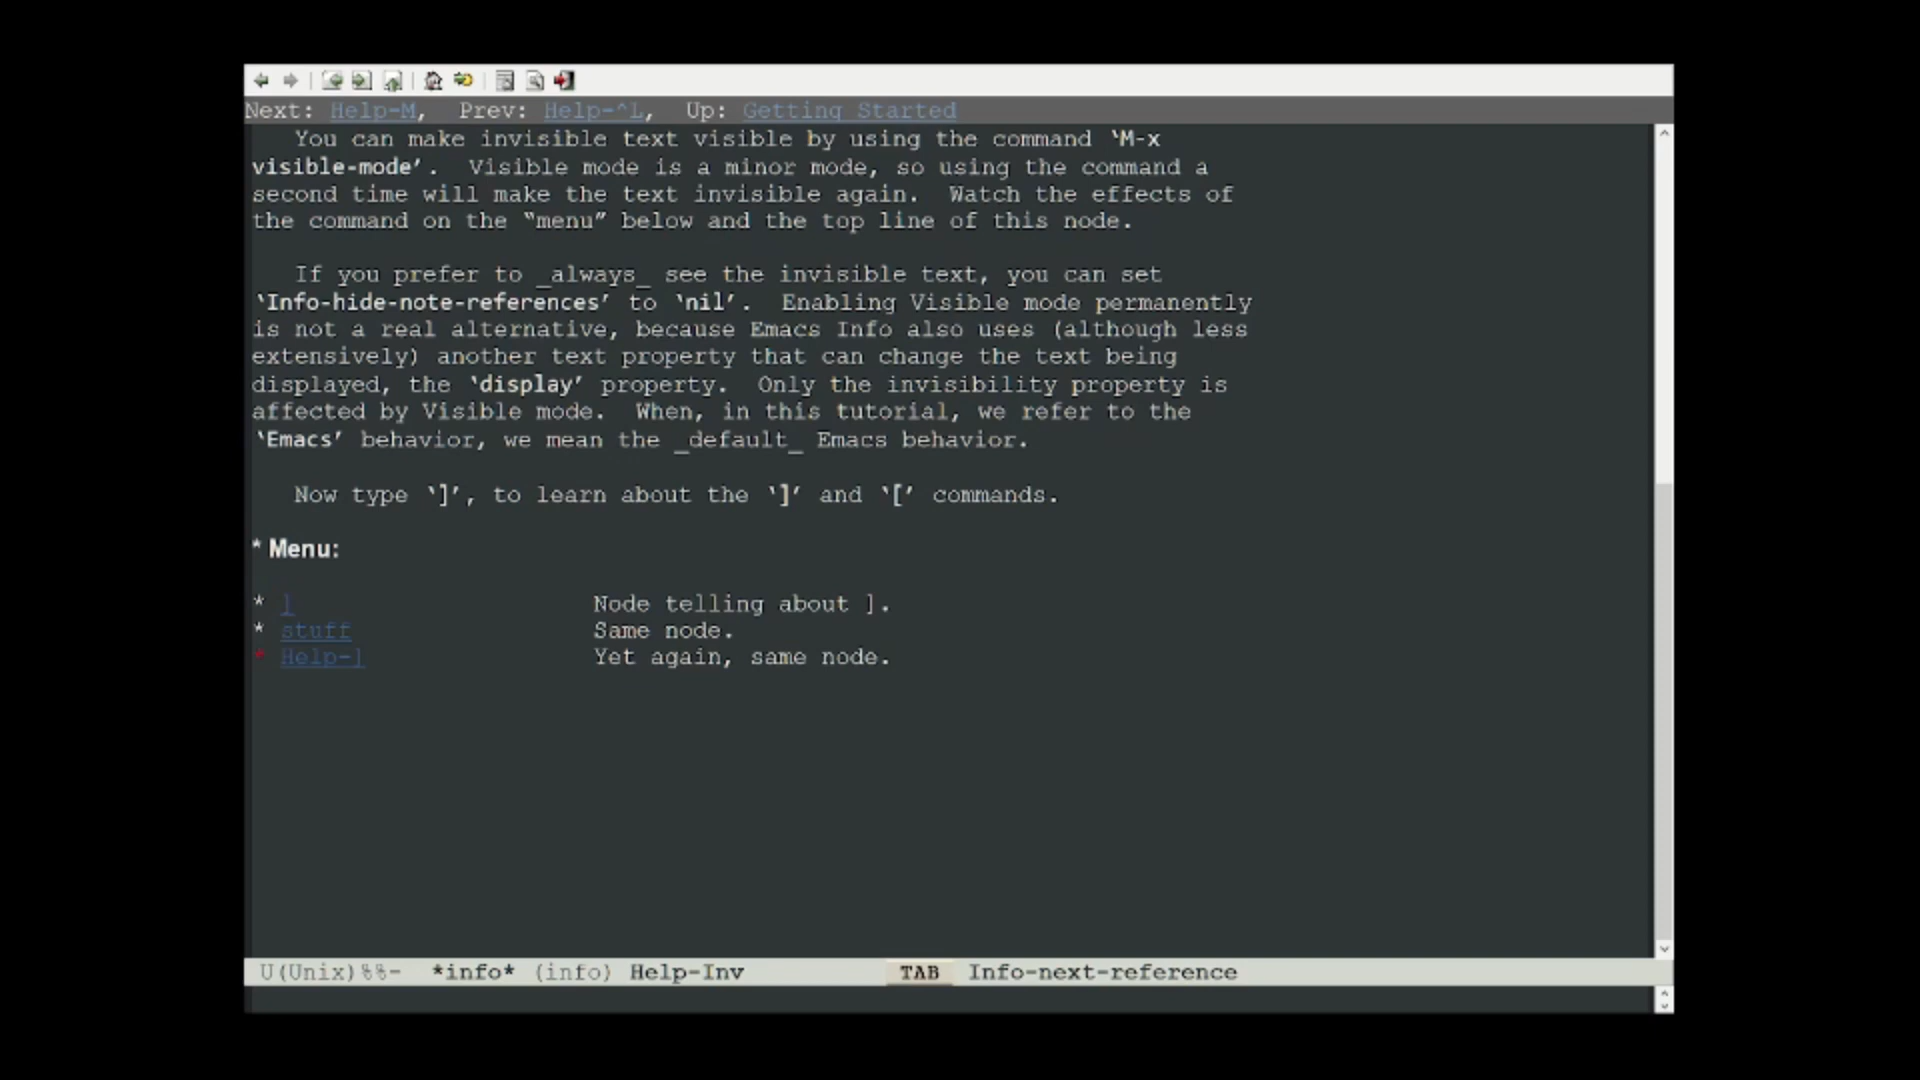 Next: Help-M,  Prev: Help-^L,  Up: Getting Started
You can make invisible text visible by using the command ‘M-x
visible-mode’.  Visible mode is a minor mode, so using the command a
second time will make the text invisible again.  Watch the effects of
the command on the “menu” below and the top line of this node.
If you prefer to _always_ see the invisible text, you can set
‘Info-hide-note-references’ to ‘nil’.  Enabling Visible mode permanently
is not a real alternative, because Emacs Info also uses (although less
extensively) another text property that can change the text being
displayed, the ‘display’ property.  Only the invisibility property is
affected by Visible mode.  When, in this tutorial, we refer to the
‘Emacs’ behavior, we mean the _default_ Emacs behavior.
Now type ‘]’, to learn about the ‘]’ and ‘[’ commands.
* Menu:
* ]  Node telling about ].
* stuff  Same node.
* Help-]  Yet again, same node.
U(Unix)%%-  *info*  (info) Help-Inv  TAB  Info-next-reference